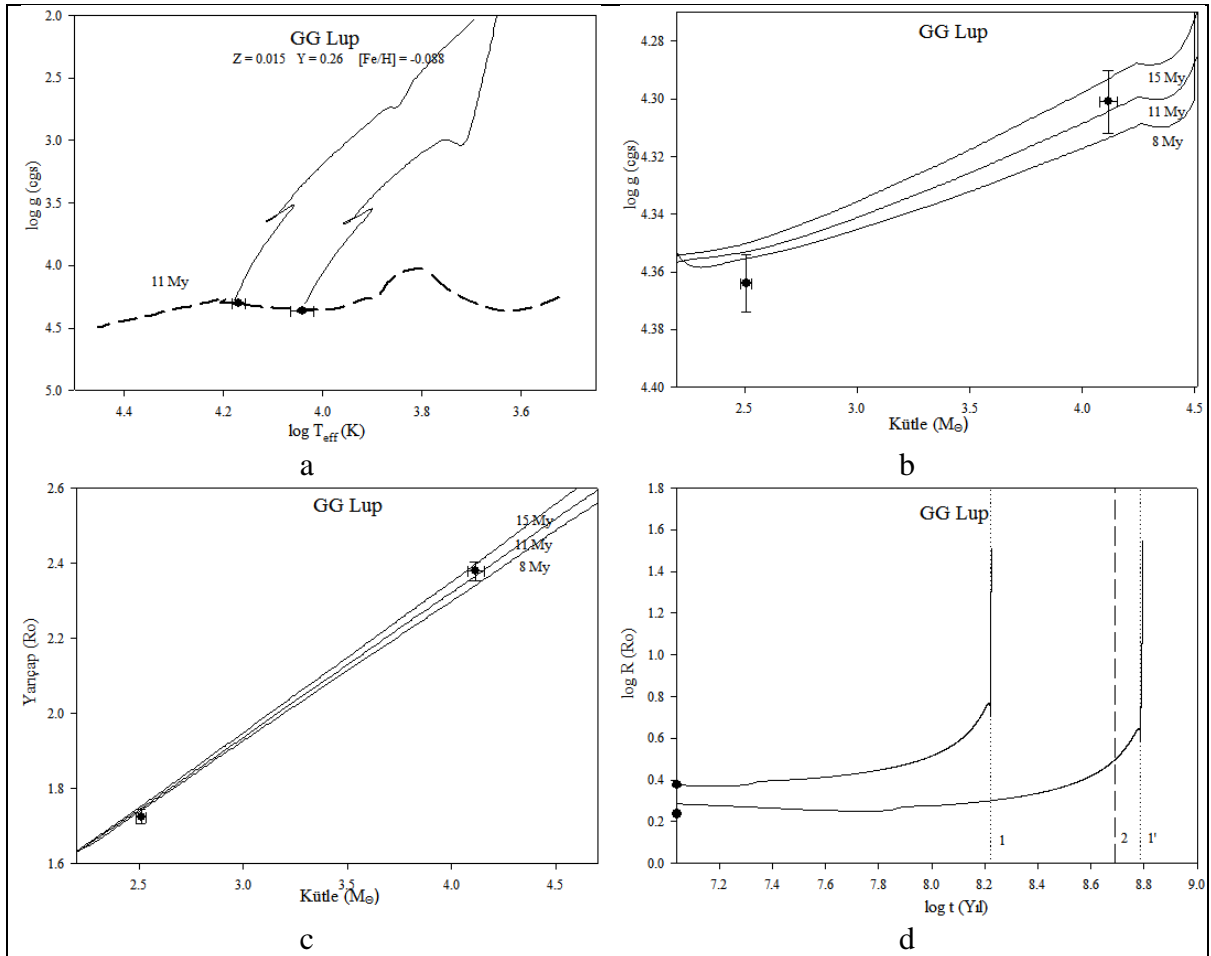 GG Lup
Z = 0.015 Y = 0.26 [Fe/H] = -0.088
log g (cgs)
2.0
2.5
3.0
3.5
4.0
4.5
5.0
11 My
4.4
4.2
4.0
3.8
3.6
log T_eff (K)
a
GG Lup
log g (cgs)
4.28
4.30
4.32
4.34
4.36
4.38
4.40
15 My
11 My
8 My
2.5
3.0
3.5
4.0
4.5
Kütle (M⊙)
b
GG Lup
Yarıçap (Ro)
2.6
2.4
2.2
2.0
1.8
1.6
15 My
11 My
8 My
2.5
3.0
3.5
4.0
4.5
Kütle (M⊙)
c
GG Lup
log R (Ro)
1.8
1.6
1.4
1.2
1.0
0.8
0.6
0.4
0.2
0.0
1
2
1'
7.2
7.4
7.6
7.8
8.0
8.2
8.4
8.6
8.8
9.0
log t (Yıl)
d